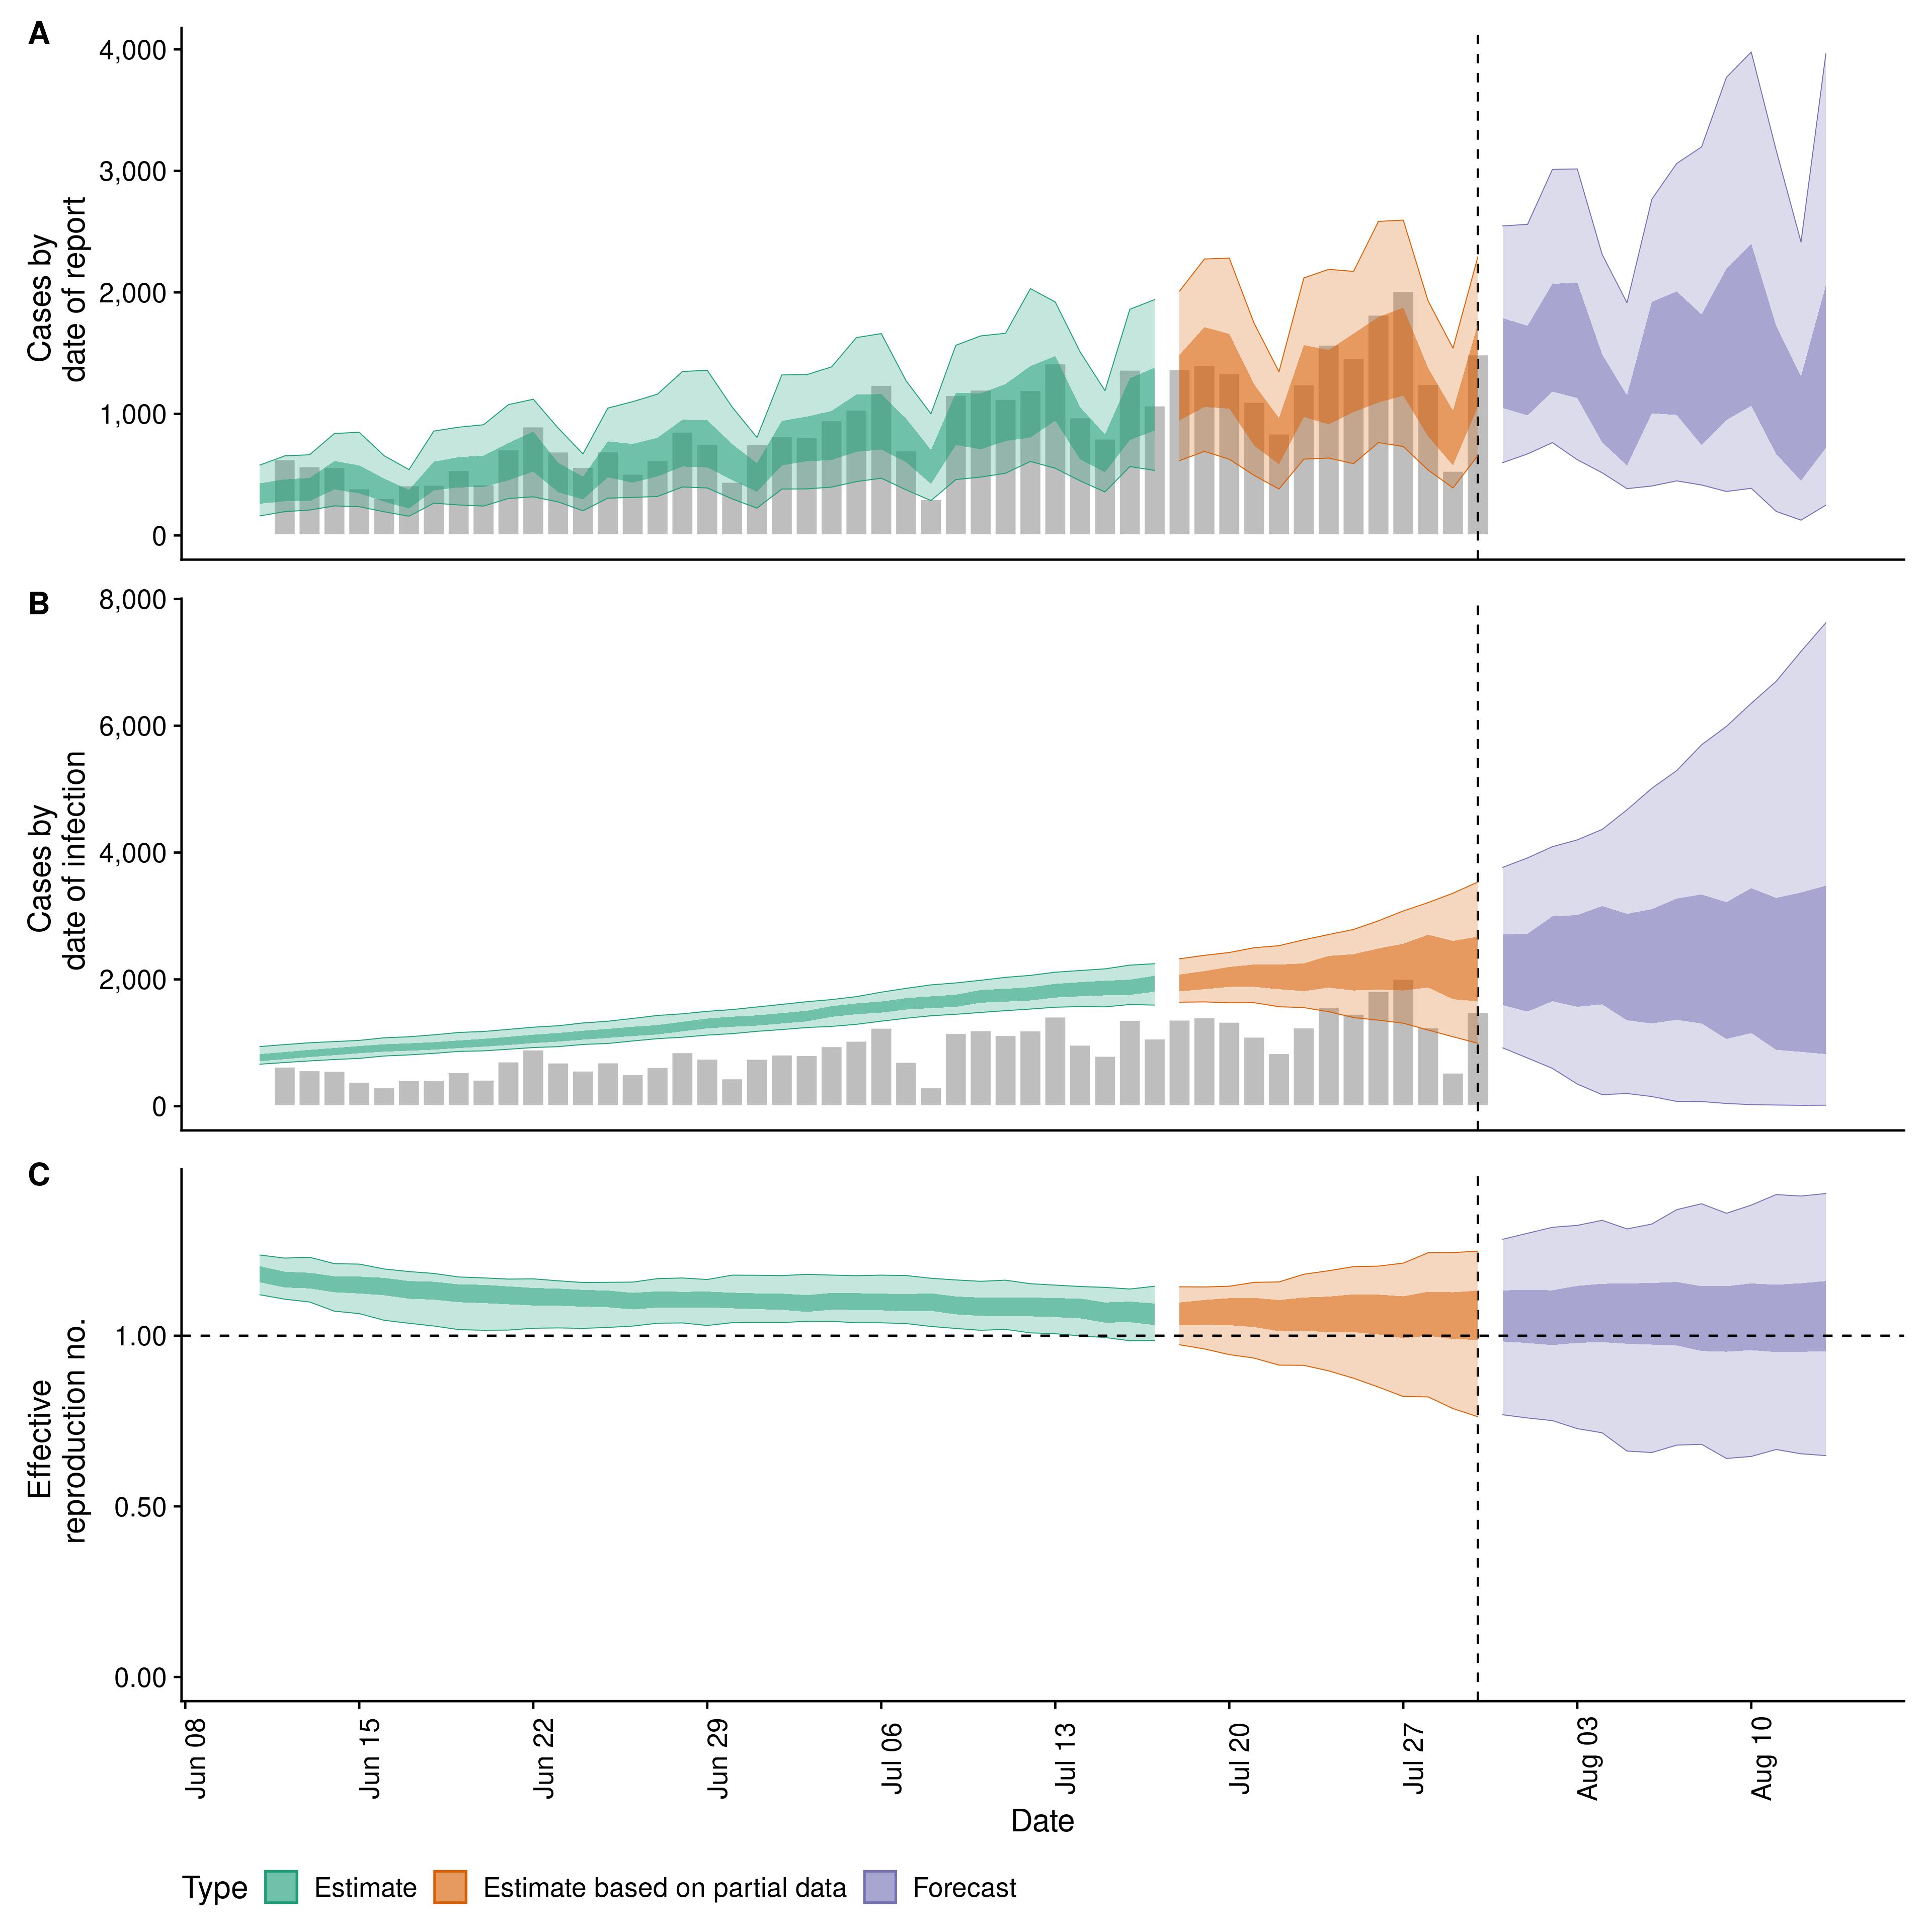 A
4,000
3,000
2,000
1,000
0
Cases by
date of report
B
8,000
6,000
4,000
2,000
0
Cases by
date of infection
C
1.00
0.50
0.00
Effective
reproduction no.
Jun 08
Jun 15
Jun 22
Jun 29
Jul 06
Jul 13
Jul 20
Jul 27
Aug 03
Aug 10
Date
Type Estimate Estimate based on partial data Forecast